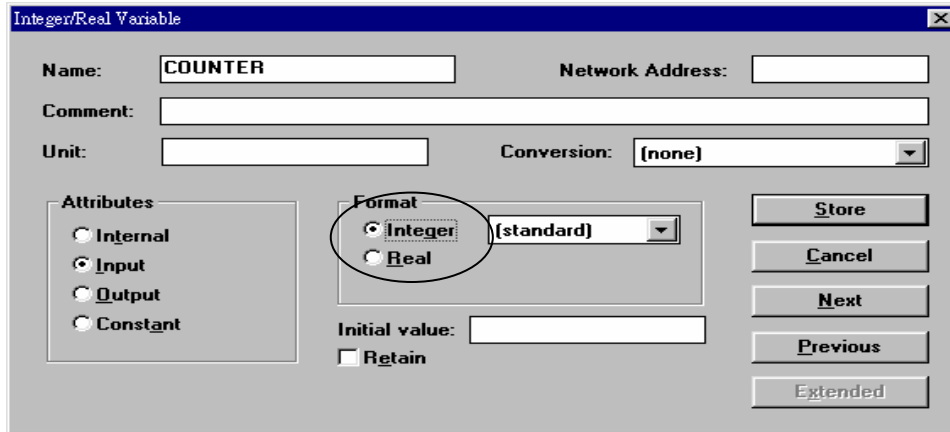 Integer/Real Variable
Name: COUNTER Network Address:
Comment:
Unit: Conversion: (none)
Attributes
Internal
Input
Output
Constant
Format
Integer (standard)
Real
Initial value:
Retain
Store
Cancel
Next
Previous
Extended